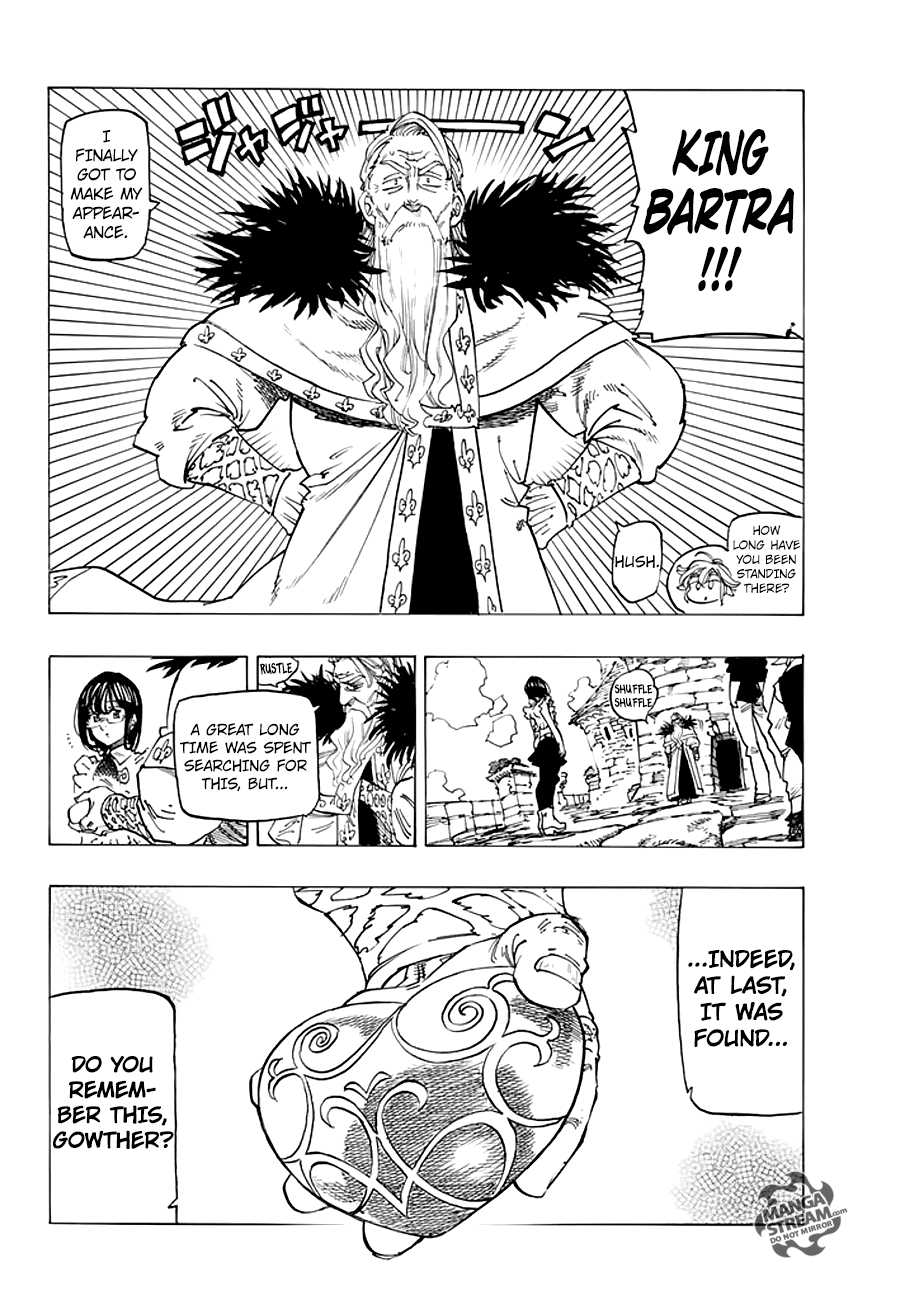 KING
BARTRA
!!!
ジャジャーン
I
FINALLY
GOT TO
MAKE MY
APPEAR-
ANCE.
HOW
LONG HAVE
YOU BEEN
STANDING
THERE?
HUSH.
SHUFFLE
SHUFFLE
RUSTLE
A GREAT LONG
TIME WAS SPENT
SEARCHING FOR
THIS, BUT...
...INDEED,
AT LAST,
IT WAS
FOUND...
DO YOU
REMEM-
BER THIS,
GOWTHER?
MANGA
STREAM.com
DO NOT MIRROR